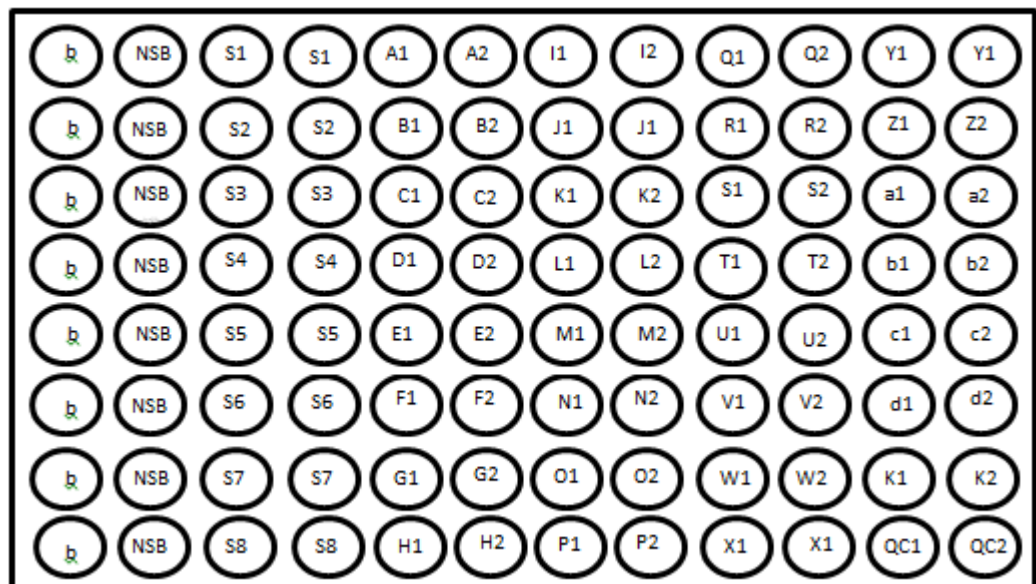 b NSB S1 S1 A1 A2 I1 I2 Q1 Q2 Y1 Y1
b NSB S2 S2 B1 B2 J1 J1 R1 R2 Z1 Z2
b NSB S3 S3 C1 C2 K1 K2 S1 S2 a1 a2
b NSB S4 S4 D1 D2 L1 L2 T1 T2 b1 b2
b NSB S5 S5 E1 E2 M1 M2 U1 U2 c1 c2
b NSB S6 S6 F1 F2 N1 N2 V1 V2 d1 d2
b NSB S7 S7 G1 G2 O1 O2 W1 W2 K1 K2
b NSB S8 S8 H1 H2 P1 P2 X1 X1 QC1 QC2